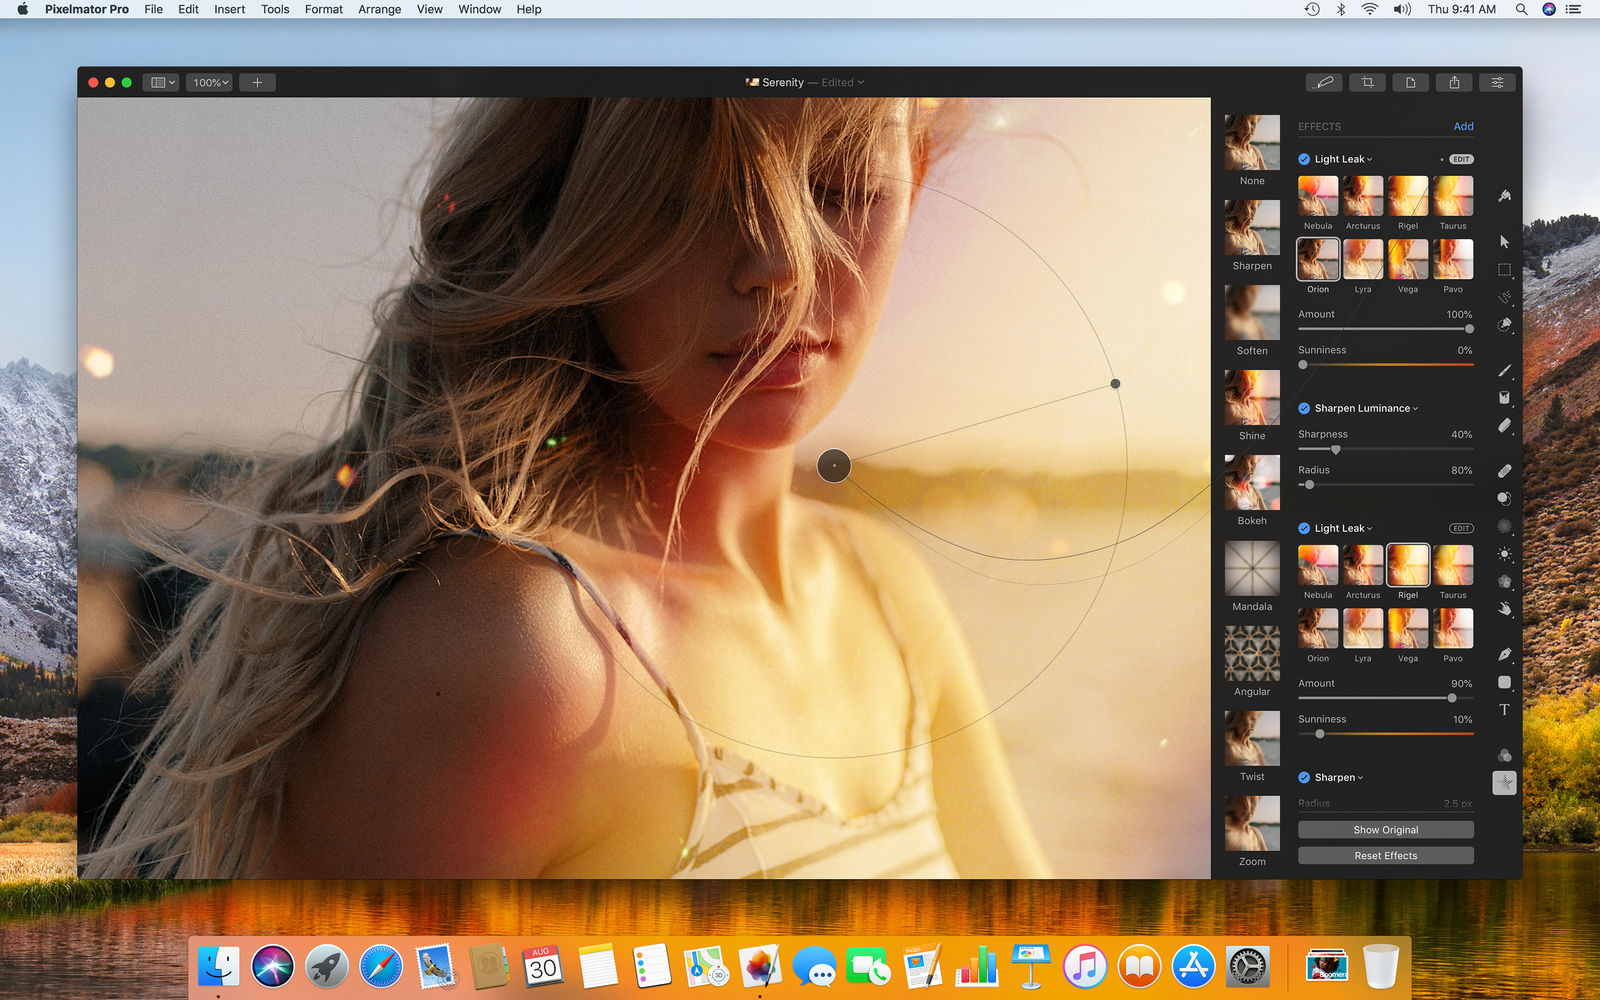 Pixelmator Pro File Edit Insert Tools Format Arrange View Window Help Thu 9:41 AM
100% Serenity — Edited
None
Sharpen
Soften
Shine
Bokeh
Mandala
Angular
Twist
Zoom
EFFECTS Add
Light Leak EDIT
Nebula Arcturus Rigel Taurus
Orion Lyra Vega Pavo
Amount 100%
Sunniness 0%
Sharpen Luminance
Sharpness 40%
Radius 80%
Light Leak EDIT
Nebula Arcturus Rigel Taurus
Orion Lyra Vega Pavo
Amount 90%
Sunniness 10%
Sharpen
Radius 2.5 px
Show Original
Reset Effects
T
AUG
30
3D
PAGES
Boomera